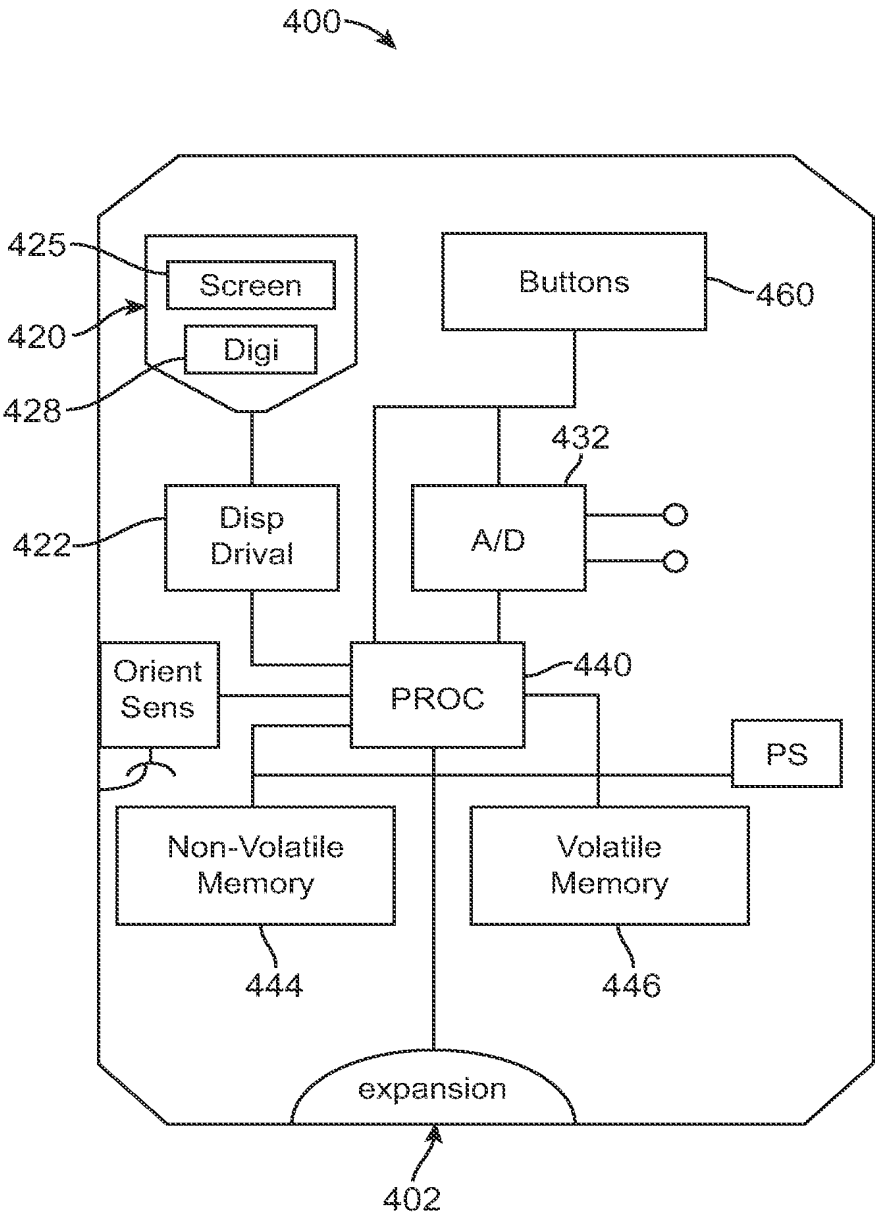 400
425
Screen
420
Digi
428
Buttons
460
432
422
Disp
Drival
A/D
Orient
Sens
PROC
440
PS
Non-Volatile
Memory
444
Volatile
Memory
446
expansion
402